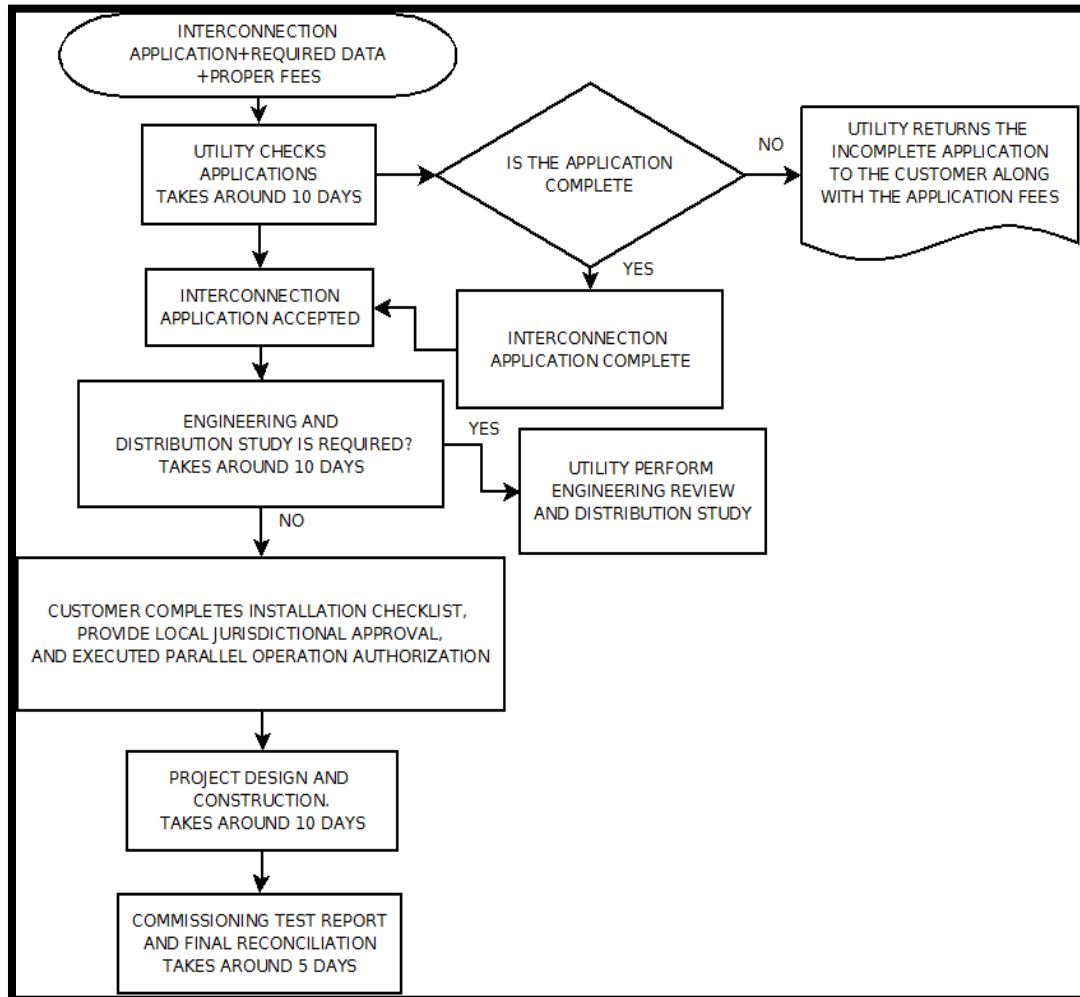 INTERCONNECTION
APPLICATION+REQUIRED DATA
+PROPER FEES
UTILITY CHECKS
APPLICATIONS
TAKES AROUND 10 DAYS
IS THE APPLICATION
COMPLETE
NO
UTILITY RETURNS THE
INCOMPLETE APPLICATION
TO THE CUSTOMER ALONG
WITH THE APPLICATION FEES
YES
INTERCONNECTION
APPLICATION ACCEPTED
INTERCONNECTION
APPLICATION COMPLETE
ENGINEERING AND
DISTRIBUTION STUDY IS REQUIRED?
TAKES AROUND 10 DAYS
YES
UTILITY PERFORM
ENGINEERING REVIEW
AND DISTRIBUTION STUDY
NO
CUSTOMER COMPLETES INSTALLATION CHECKLIST,
PROVIDE LOCAL JURISDICTIONAL APPROVAL,
AND EXECUTED PARALLEL OPERATION AUTHORIZATION
PROJECT DESIGN AND
CONSTRUCTION.
TAKES AROUND 10 DAYS
COMMISSIONING TEST REPORT
AND FINAL RECONCILIATION
TAKES AROUND 5 DAYS